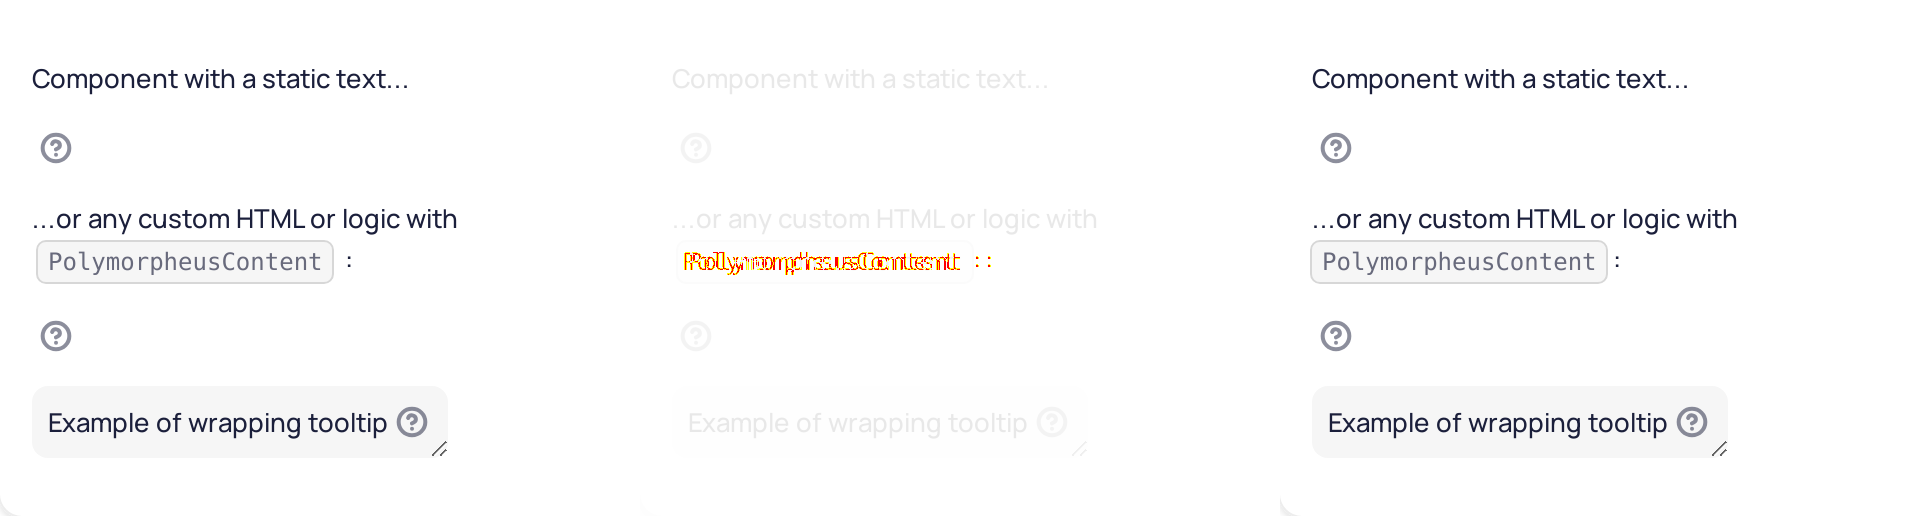 Component with a static text...
...or any custom HTML or logic with
PolymorpheusContent :
Example of wrapping tooltip
Component with a static text...
...or any custom HTML or logic with
Example of wrapping tooltip
Component with a static text...
...or any custom HTML or logic with
PolymorpheusContent :
Example of wrapping tooltip